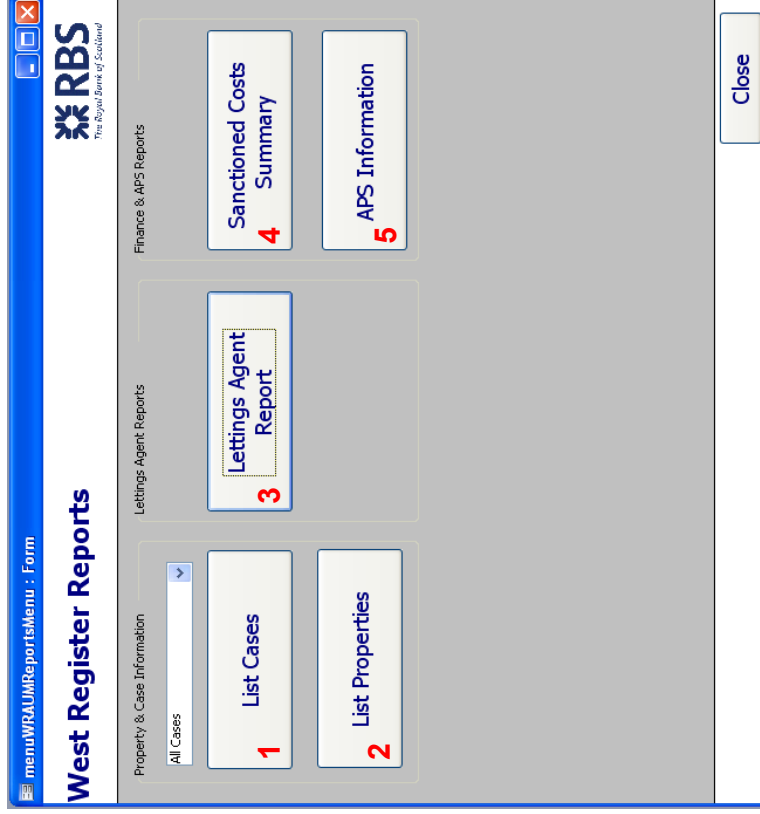 menuWRAUMReportsMenu : Form
West Register Reports
RBS
The Royal Bank of Scotland
Property & Case Information
All Cases
1
List Cases
2
List Properties
Lettings Agent Reports
3
Lettings Agent
Report
Finance & APS Reports
4
Sanctioned Costs
Summary
5
APS Information
Close